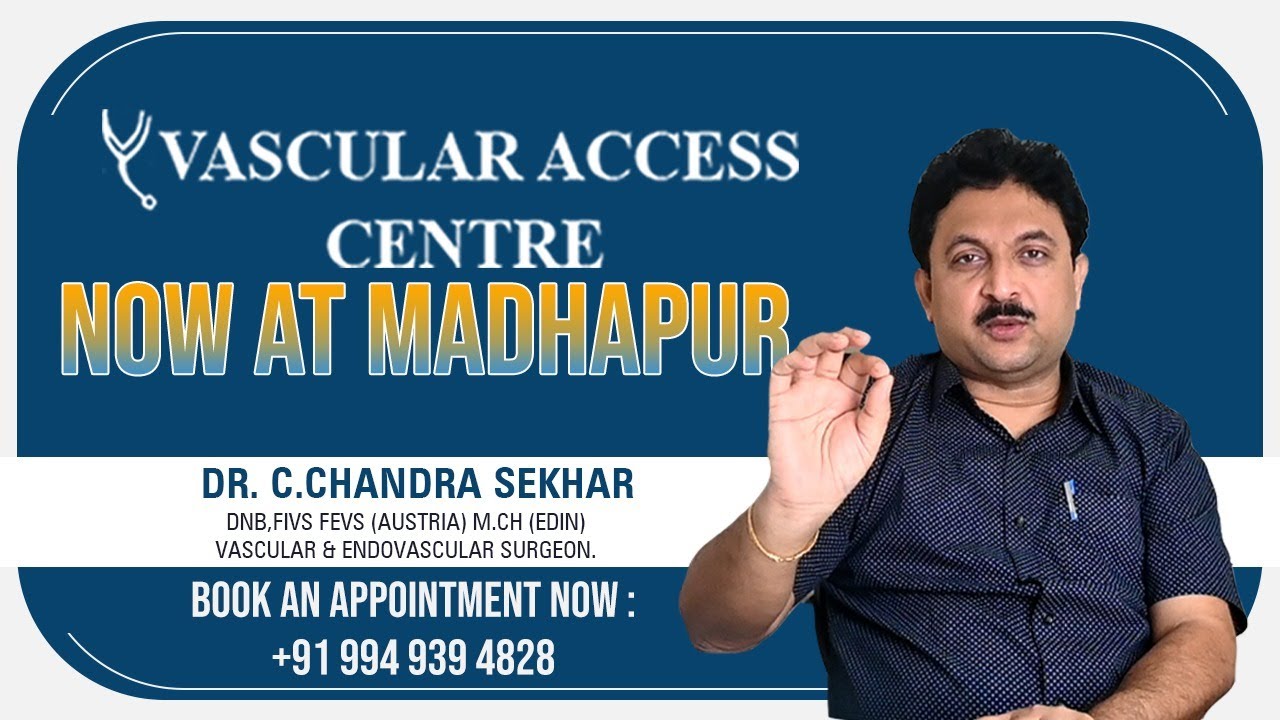 VASCULAR ACCESS
CENTRE
NOW AT MADHAPUR
DR. C.CHANDRA SEKHAR
DNB,FIVS FEVS (AUSTRIA) M.CH (EDIN)
VASCULAR & ENDOVASCULAR SURGEON.
BOOK AN APPOINTMENT NOW :
+91 994 939 4828